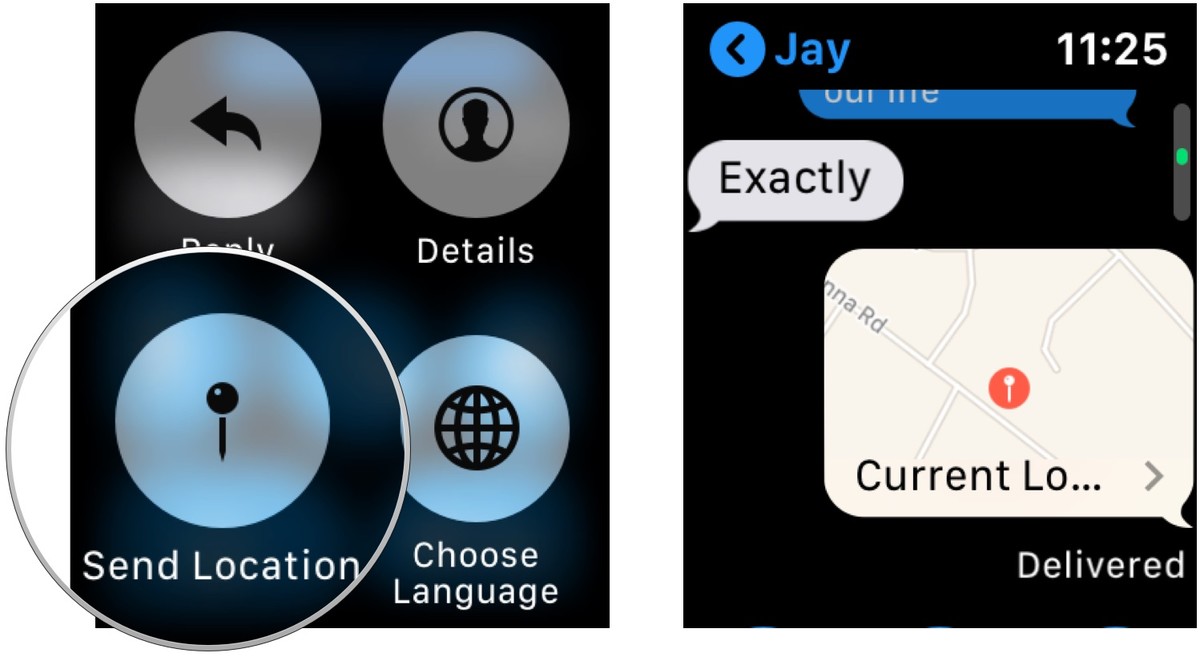 Reply
Details
Send Location
Choose
Language
Jay
11:25
our life
Exactly
nna Rd
Current Lo...
Delivered